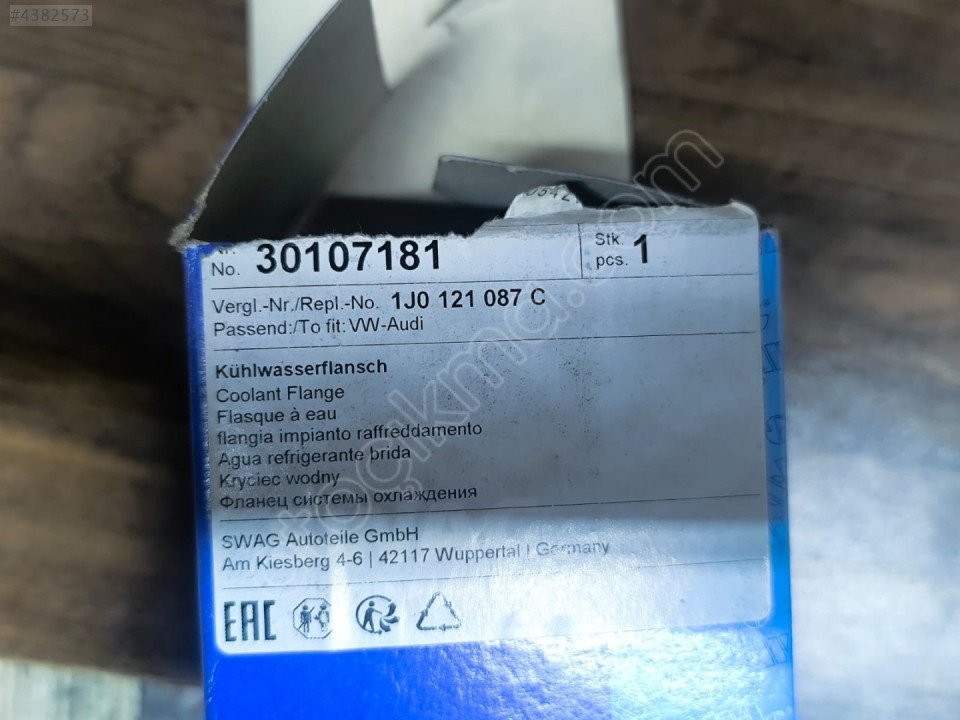 #4382573
0542
Nr.
No. 30107181
Stk.
pcs. 1
Vergl.-Nr./Repl.-No. 1J0 121 087 C
Passend:/To fit: VW-Audi
Kühlwasserflansch
Coolant Flange
Flasque à eau
flangia impianto raffreddamento
Agua refrigerante brida
Kryciec wodny
Фланец системы охлаждения
SWAG Autoteile GmbH
Am Kiesberg 4-6 | 42117 Wuppertal | Germany
EAC